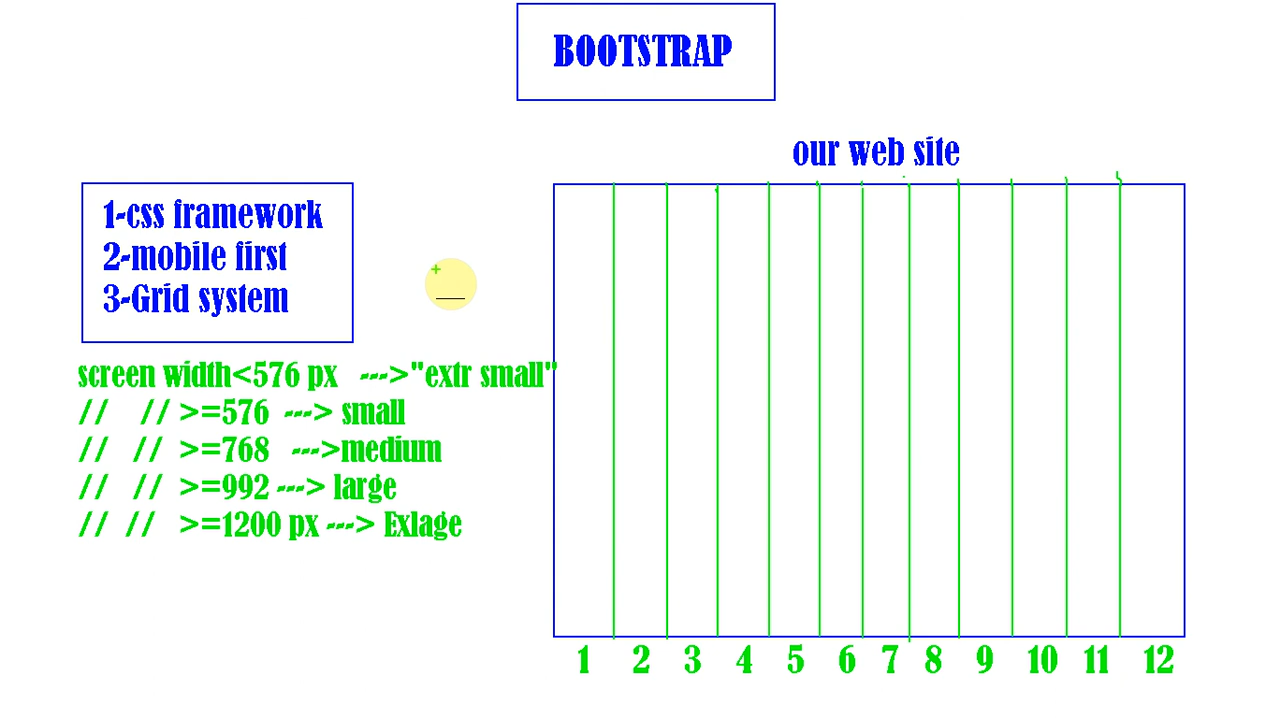 BOOTSTRAP
our web site
1-css framework
2-mobile first
3-Grid system
screen width<576 px --->"extr small"
// // >=576 ---> small
// // >=768 --->medium
// // >=992 ---> large
// // >=1200 px ---> Exlage
1 2 3 4 5 6 7 8 9 10 11 12